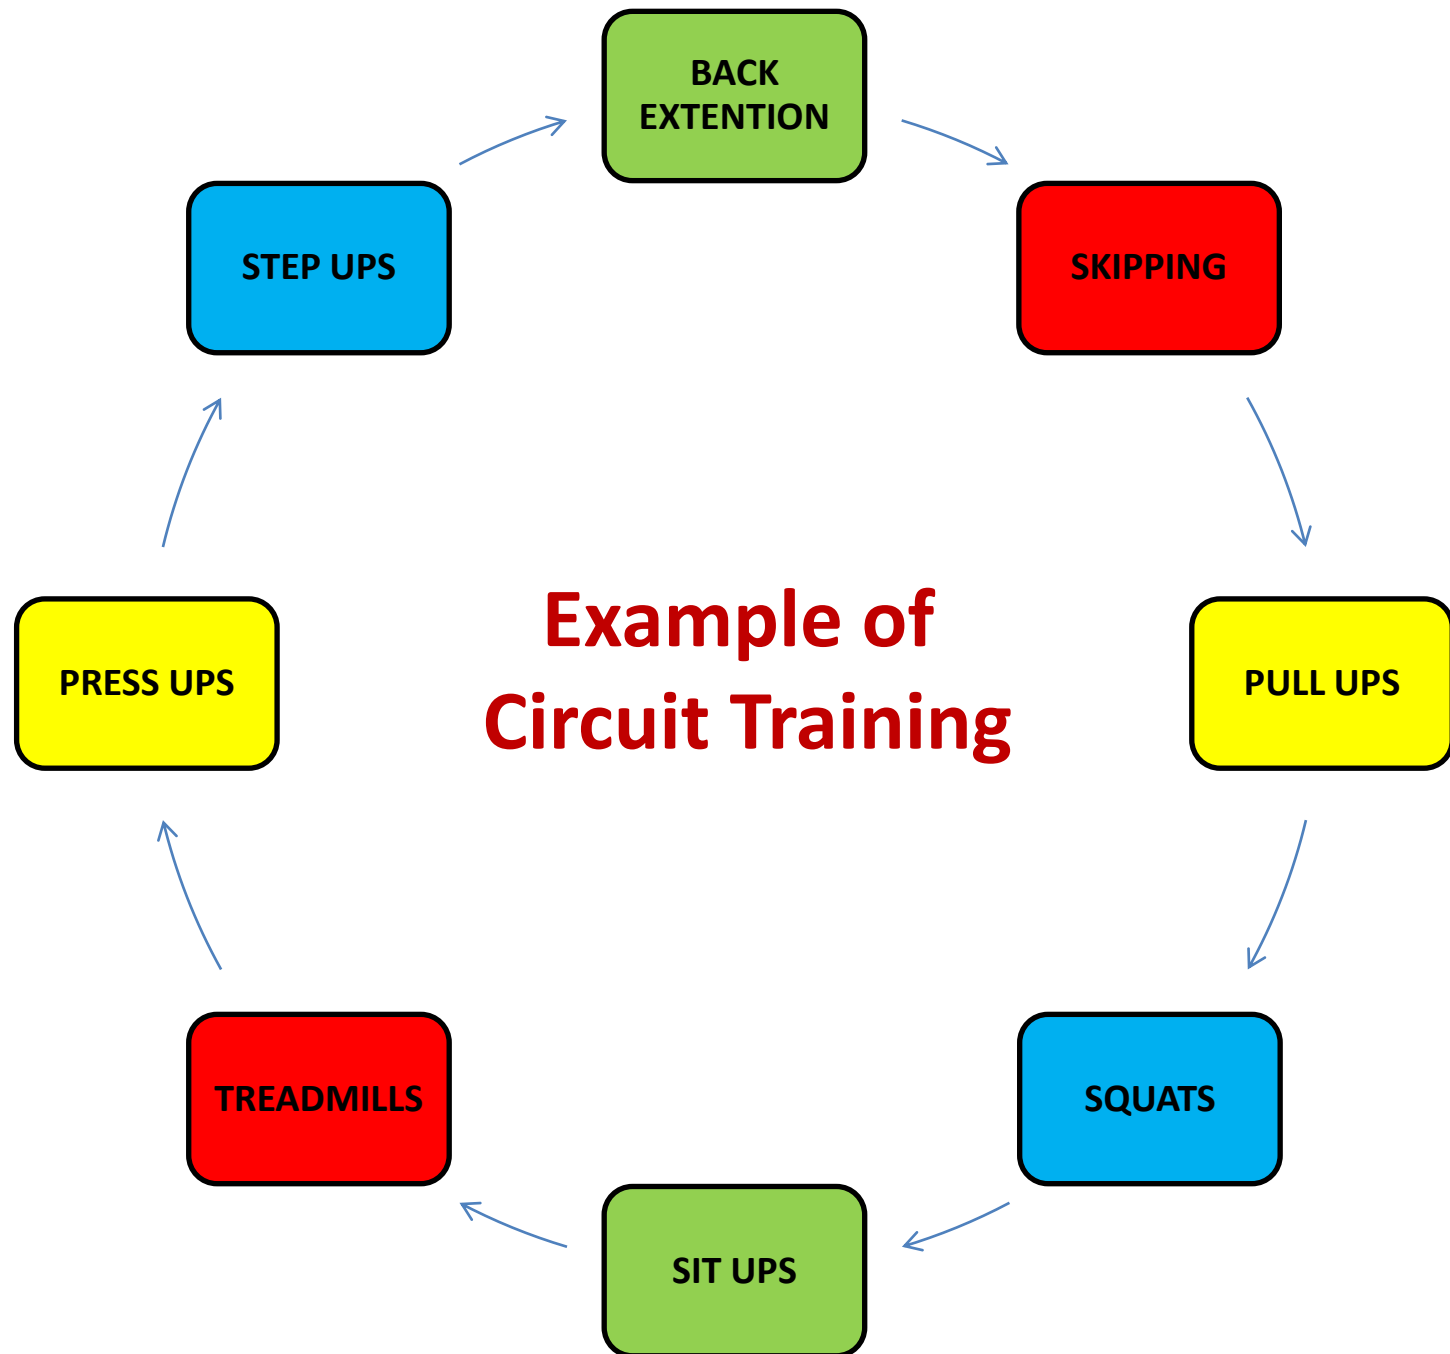 BACK
EXTENTION
STEP UPS
SKIPPING
Example of
Circuit Training
PRESS UPS
PULL UPS
TREADMILLS
SQUATS
SIT UPS